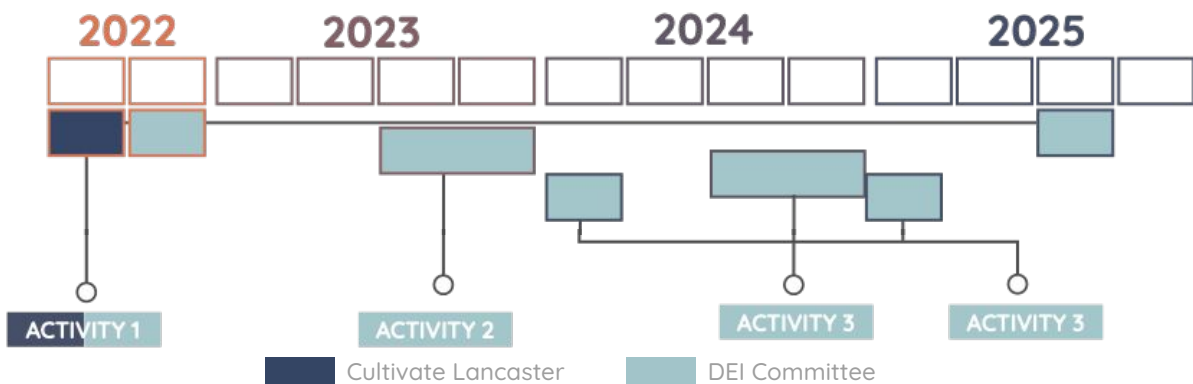 2022 2023 2024 2025
ACTIVITY 1 ACTIVITY 2 ACTIVITY 3 ACTIVITY 3
Cultivate Lancaster DEI Committee